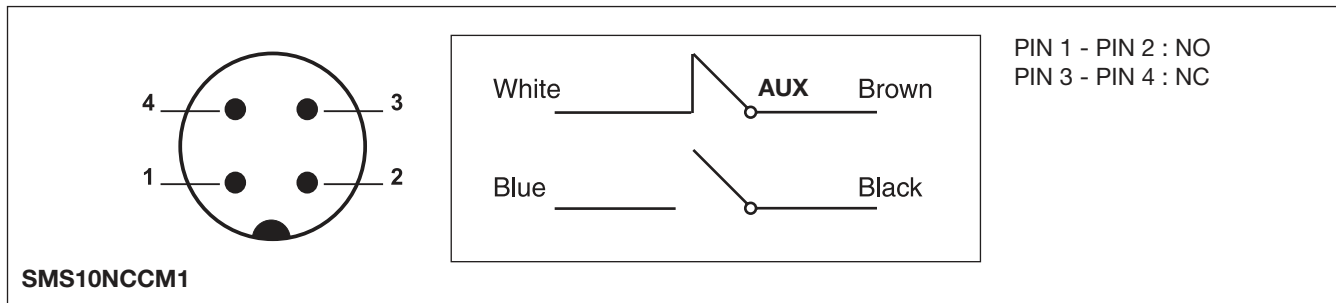 PIN 1 - PIN 2 : NO
PIN 3 - PIN 4 : NC
4 3
1 2
White AUX Brown
Blue Black
SMS10NCCM1